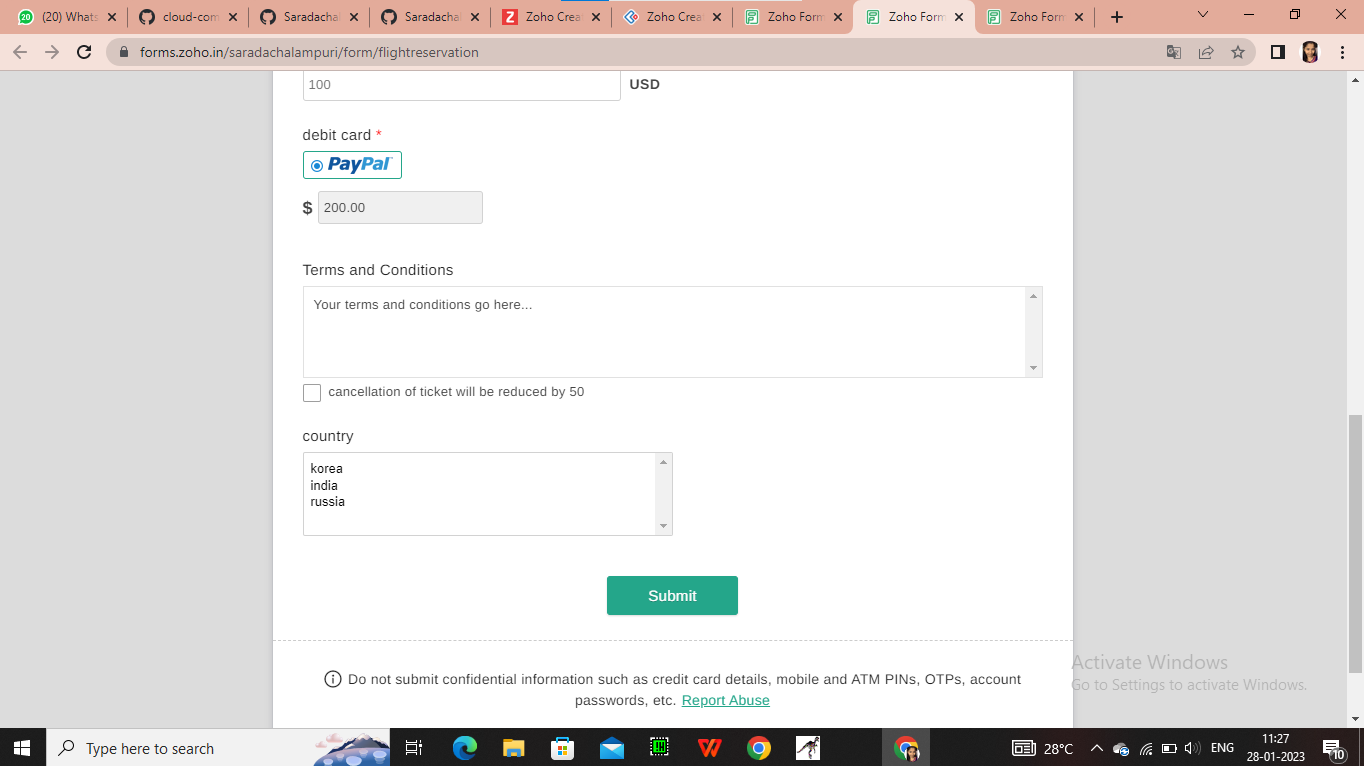 (20) Whats
cloud-com
Saradachal
Saradachal
Zoho Creat
Zoho Creat
Zoho Form
Zoho Form
Zoho Form
forms.zoho.in/saradachalampuri/form/flightreservation
100 USD
debit card *
PayPal
$ 200.00
Terms and Conditions
Your terms and conditions go here...
cancellation of ticket will be reduced by 50
country
korea
india
russia
Submit
Do not submit confidential information such as credit card details, mobile and ATM PINs, OTPs, account
passwords, etc. Report Abuse
Activate Windows
Go to Settings to activate Windows.
Type here to search
28°C
ENG
11:27
28-01-2023
10